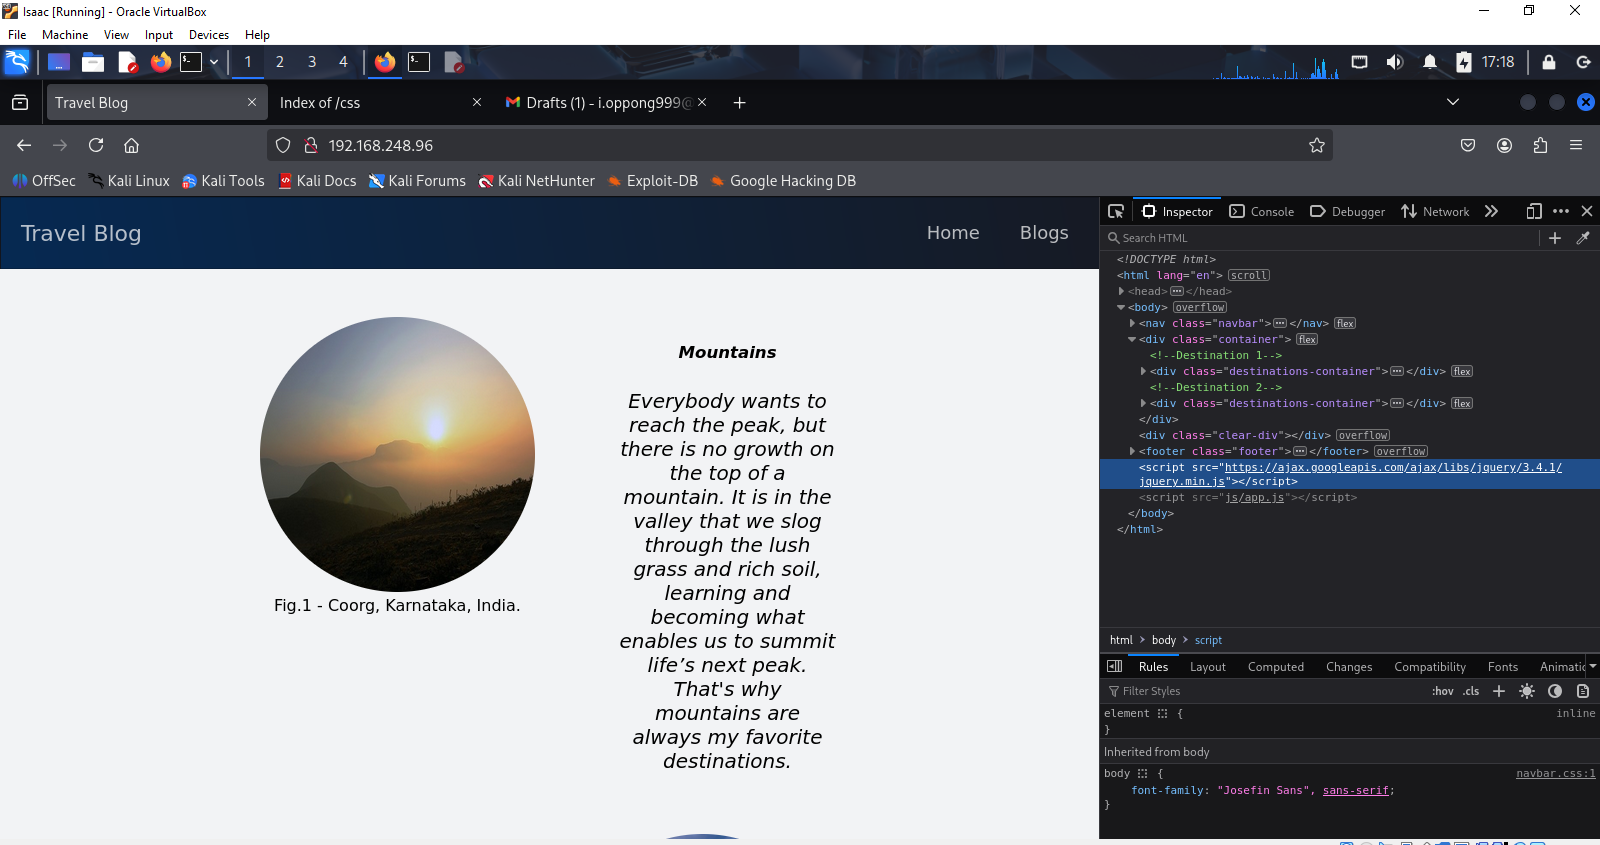 Isaac [Running] - Oracle VirtualBox
File Machine View Input Devices Help
1 2 3 4 17:18
Travel Blog
Index of /css
Drafts (1) - i.oppong999@
192.168.248.96
OffSec Kali Linux Kali Tools Kali Docs Kali Forums Kali NetHunter Exploit-DB Google Hacking DB
Travel Blog
Home Blogs
Mountains
Everybody wants to
reach the peak, but
there is no growth on
the top of a
mountain. It is in the
valley that we slog
through the lush
grass and rich soil,
learning and
becoming what
enables us to summit
life’s next peak.
That's why
mountains are
always my favorite
destinations.
Fig.1 - Coorg, Karnataka, India.
Inspector Console Debugger Network
Search HTML
<!DOCTYPE html>
<html lang="en"> scroll
<head></head>
<body> overflow
<nav class="navbar"></nav> flex
<div class="container"> flex
<!--Destination 1-->
<div class="destinations-container"></div> flex
<!--Destination 2-->
<div class="destinations-container"></div> flex
</div>
<div class="clear-div"></div> overflow
<footer class="footer"></footer> overflow
<script src="https://ajax.googleapis.com/ajax/libs/jquery/3.4.1/
jquery.min.js"></script>
<script src="js/app.js"></script>
</body>
</html>
html > body > script
Rules Layout Computed Changes Compatibility Fonts Animatic
Filter Styles
:hov .cls
element { inline
}
Inherited from body
body { navbar.css:1
font-family: "Josefin Sans", sans-serif;
}